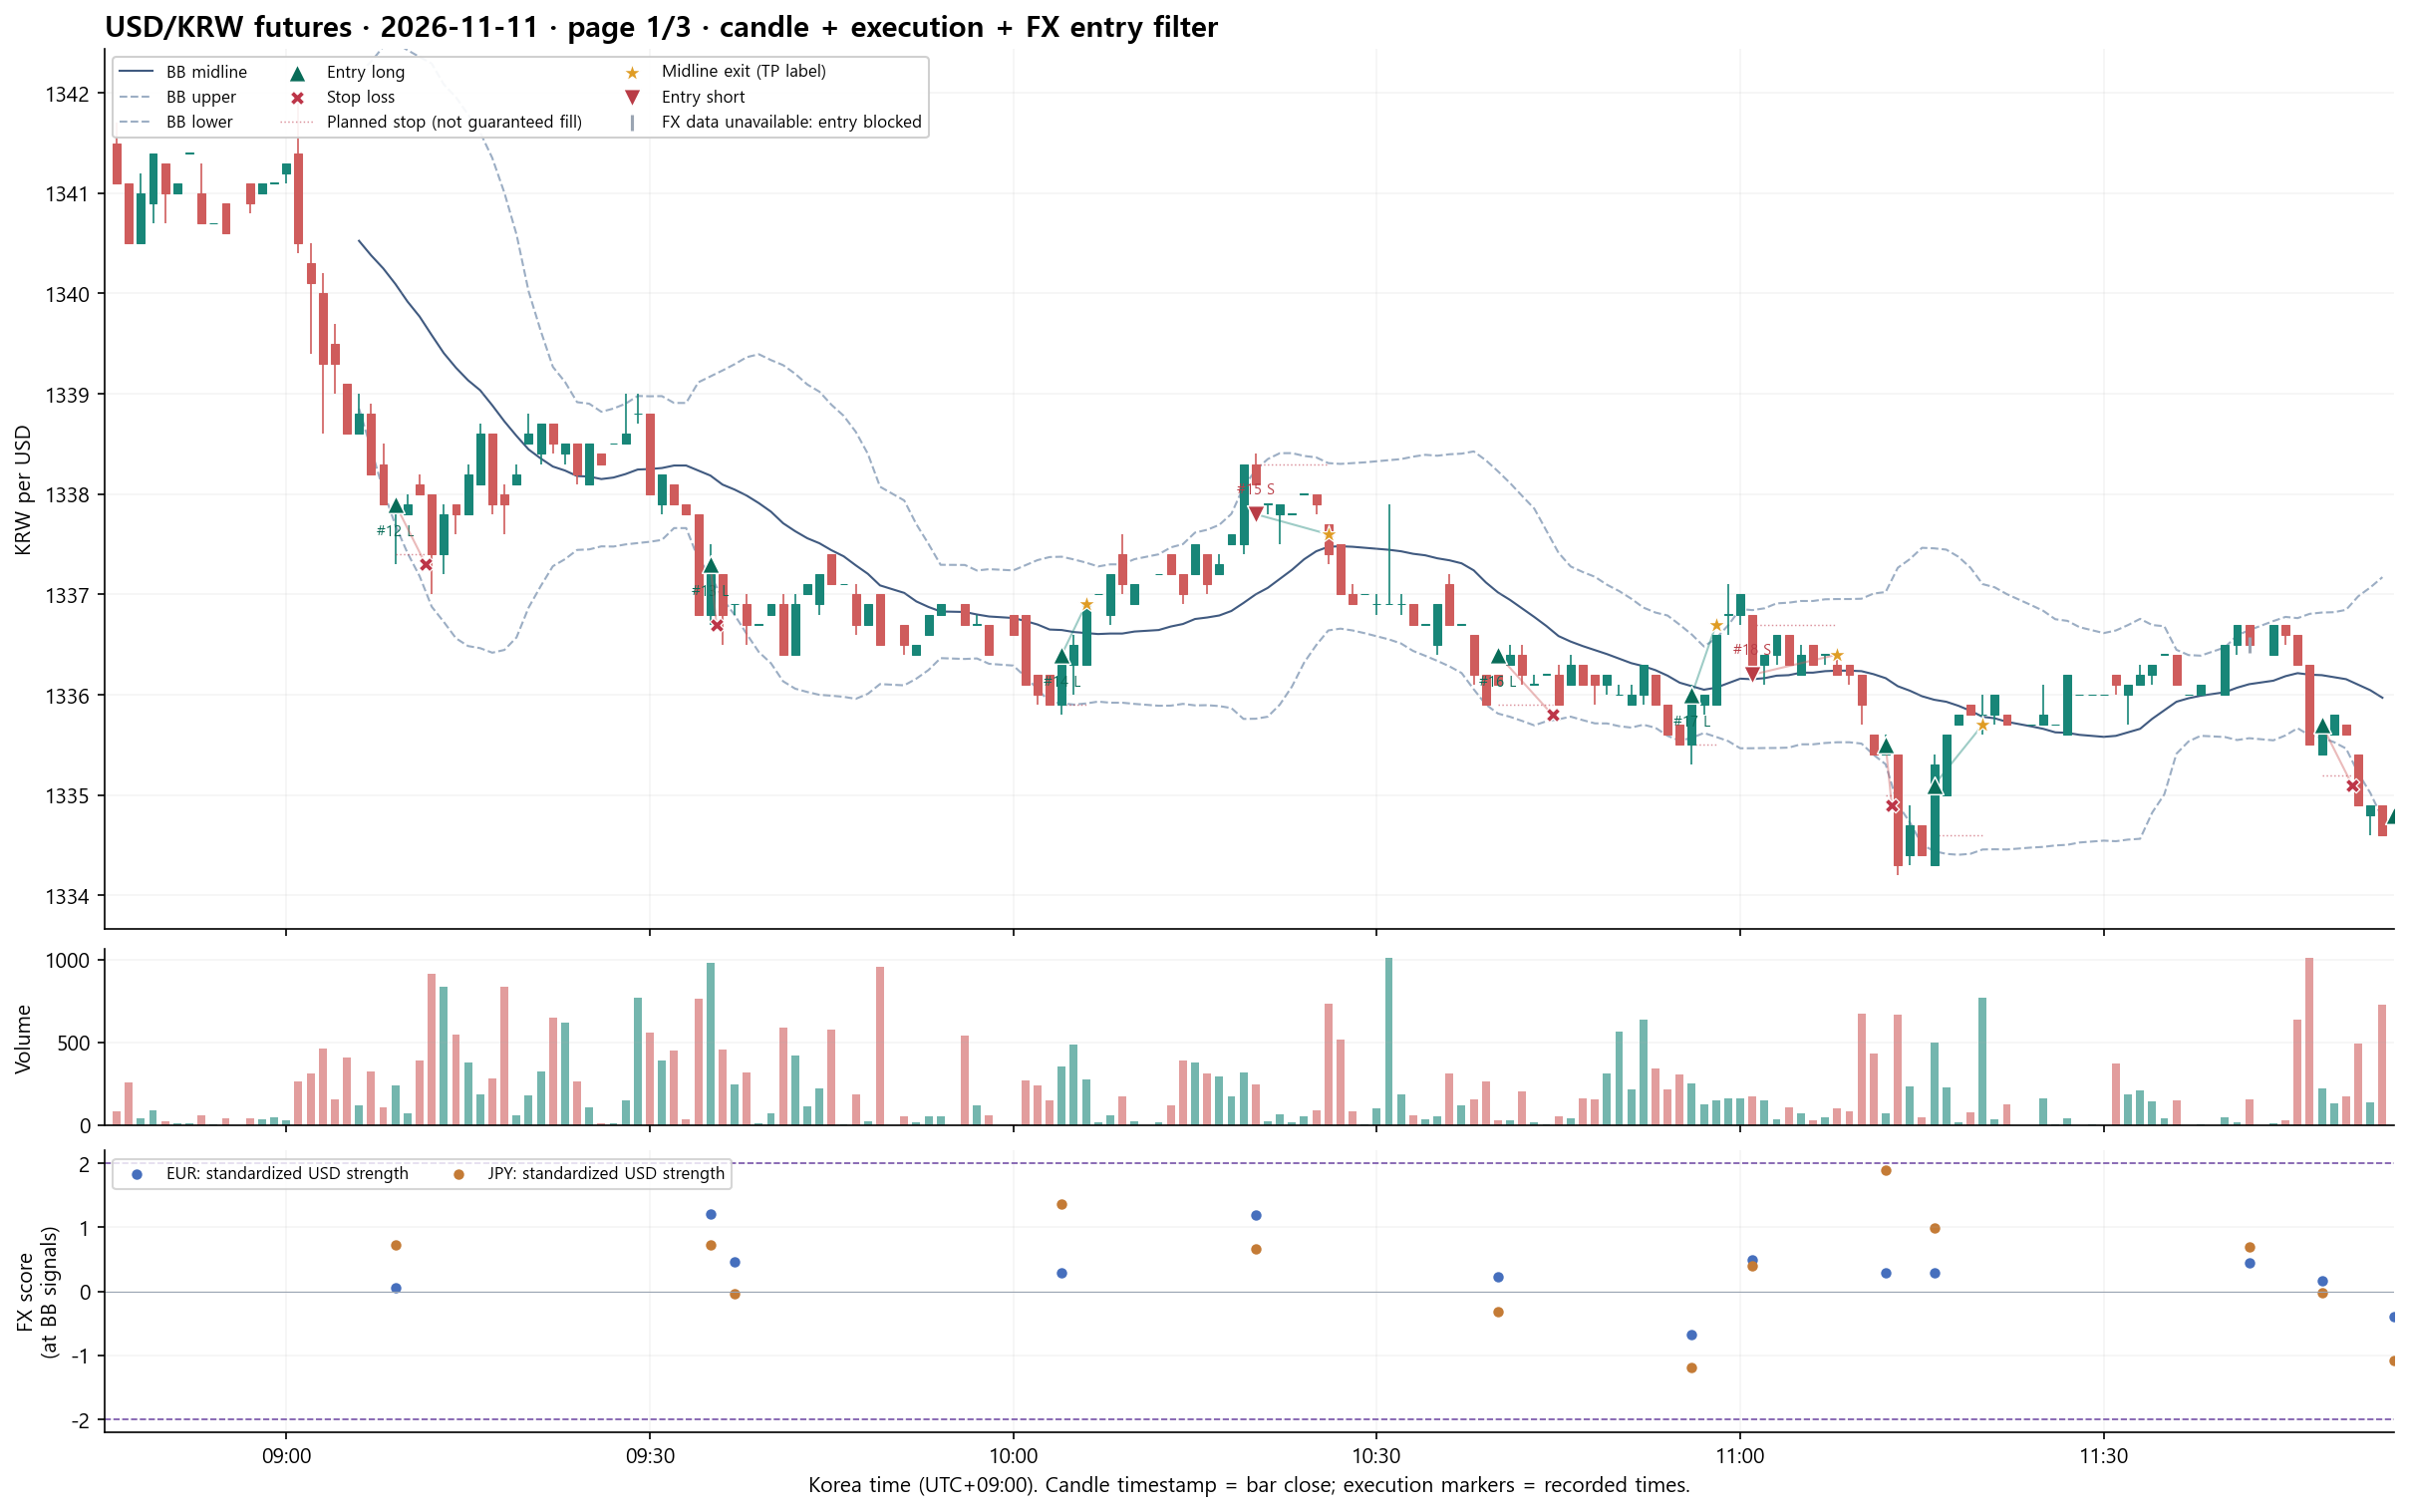 USD/KRW futures · 2026-11-11 · page 1/3 · candle + execution + FX entry filter
BB midline
BB upper
BB lower
Entry long
Stop loss
Planned stop (not guaranteed fill)
Midline exit (TP label)
Entry short
FX data unavailable: entry blocked
KRW per USD
1342
1341
1340
1339
1338
1337
1336
1335
1334
#12 L
#14 L
#15 S
#16 L
#18 S
Volume
1000
500
0
EUR: standardized USD strength
JPY: standardized USD strength
FX score
(at BB signals)
2
1
0
-1
-2
09:00
09:30
10:00
10:30
11:00
11:30
Korea time (UTC+09:00). Candle timestamp = bar close; execution markers = recorded times.